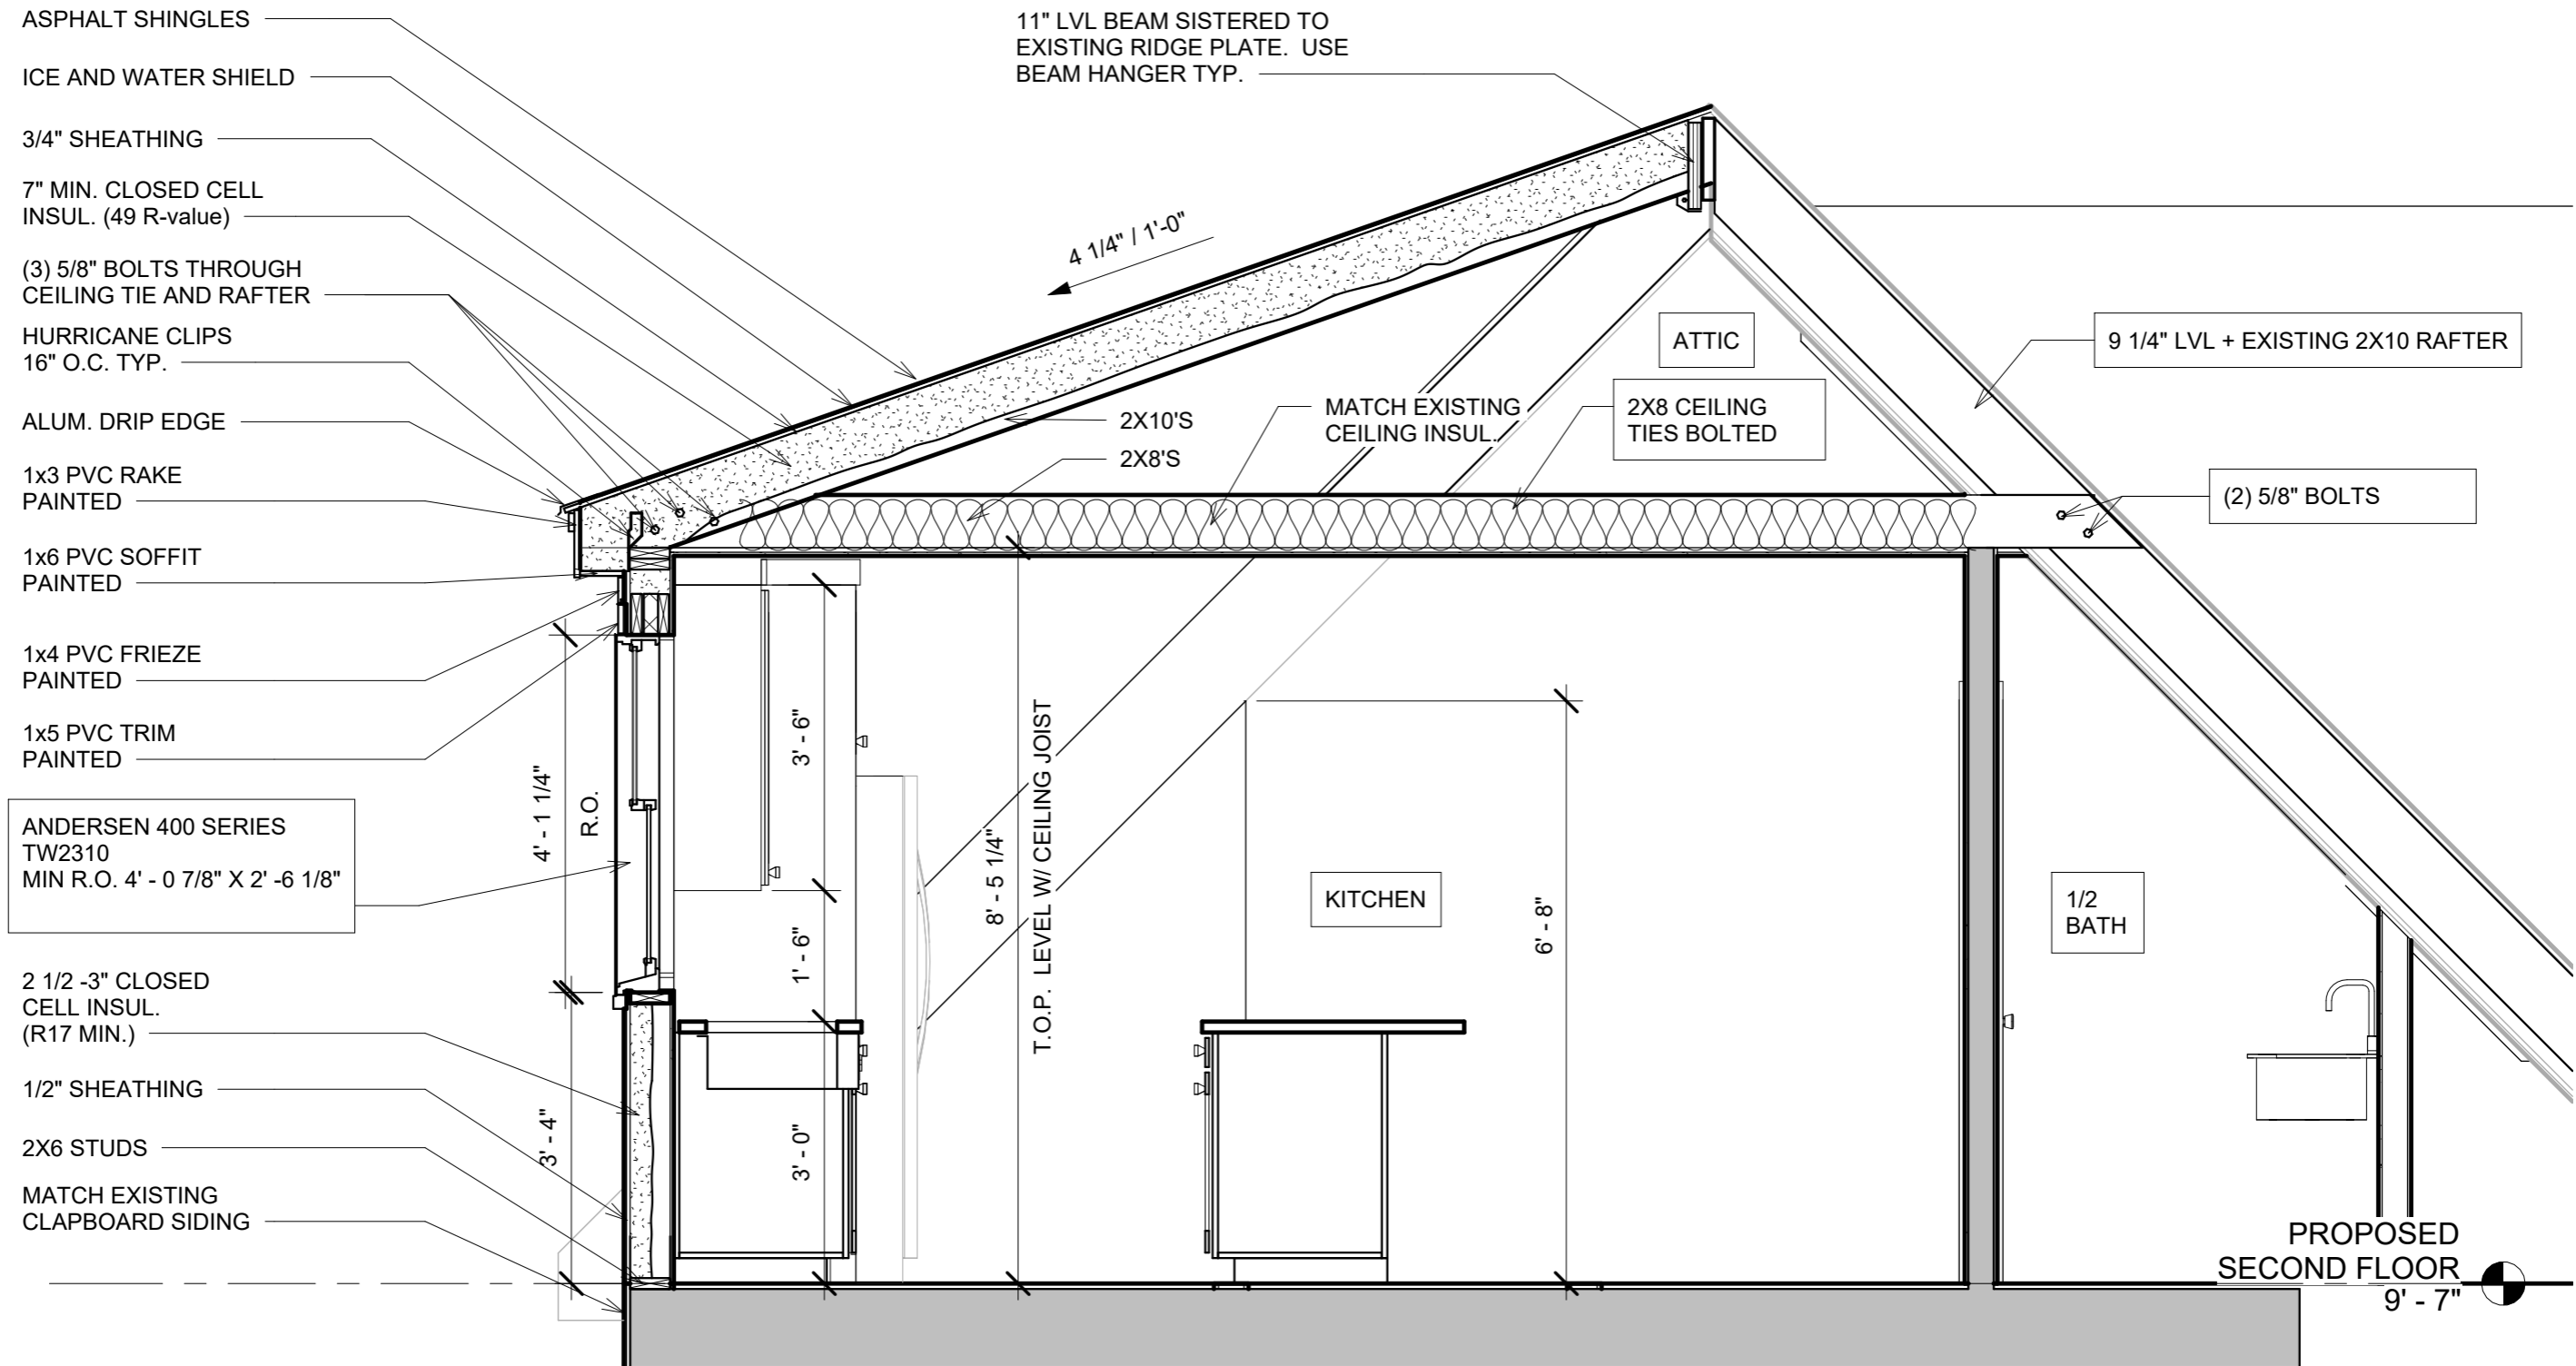 ASPHALT SHINGLES
ICE AND WATER SHIELD
3/4" SHEATHING
7" MIN. CLOSED CELL
INSUL. (49 R-value)
(3) 5/8" BOLTS THROUGH
CEILING TIE AND RAFTER
HURRICANE CLIPS
16" O.C. TYP.
ALUM. DRIP EDGE
1x3 PVC RAKE
PAINTED
1x6 PVC SOFFIT
PAINTED
1x4 PVC FRIEZE
PAINTED
1x5 PVC TRIM
PAINTED
ANDERSEN 400 SERIES
TW2310
MIN R.O. 4' - 0 7/8" X 2' -6 1/8"
2 1/2 -3" CLOSED
CELL INSUL.
(R17 MIN.)
1/2" SHEATHING
2X6 STUDS
MATCH EXISTING
CLAPBOARD SIDING
11" LVL BEAM SISTERED TO
EXISTING RIDGE PLATE. USE
BEAM HANGER TYP.
4 1/4" / 1'-0"
2X10'S
2X8'S
MATCH EXISTING
CEILING INSUL.
ATTIC
2X8 CEILING
TIES BOLTED
9 1/4" LVL + EXISTING 2X10 RAFTER
(2) 5/8" BOLTS
4' - 1 1/4"
R.O.
3' - 4"
3' - 6"
1' - 6"
3' - 0"
8' - 5 1/4"
T.O.P. LEVEL W/ CEILING JOIST
KITCHEN
6' - 8"
1/2
BATH
PROPOSED
SECOND FLOOR
9' - 7"